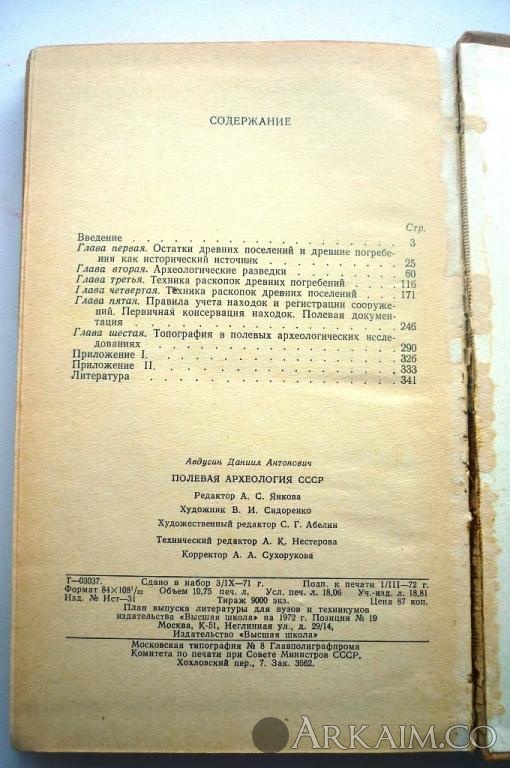 СОДЕРЖАНИЕ
Стр.
Введение . . . . . . . . . . . . . . . . 3
Глава первая. Остатки древних поселений и древние погребе-
ния как исторический источник . . . . . . . . 25
Глава вторая. Археологические разведки . . . . . . . 60
Глава третья. Техника раскопок древних погребений . . . . 116
Глава четвертая. Техника раскопок древних поселений . . . 171
Глава пятая. Правила учета находок и регистрации сооруже-
ний. Первичная консервация находок. Полевая докумен-
тация . . . . . . . . . . . . . . . . 246
Глава шестая. Топография в полевых археологических иссле-
дованиях . . . . . . . . . . . . . . . 290
Приложение I. . . . . . . . . . . . . . . 326
Приложение II. . . . . . . . . . . . . . . 333
Литература . . . . . . . . . . . . . . . 341
Авдусин Даниил Антонович
ПОЛЕВАЯ АРХЕОЛОГИЯ СССР
Редактор А. С. Янкова
Художник В. И. Сидоренко
Художественный редактор С. Г. Абелин
Технический редактор А. К. Нестерова
Корректор А. А. Сухорукова
Т—03037. Сдано в набор 3/IX—71 г. Подп. к печати 1/III—72 г.
Формат 84×108¹/₃₂ Объем 10,75 печ. л. Усл. печ. л. 18,06 Уч.-изд. л. 18,81
Изд. № Ист—31 Тираж 9000 экз. Цена 87 коп.
План выпуска литературы для вузов и техникумов
издательства «Высшая школа» на 1972 г. Позиция № 19
Москва, К-51, Неглинная ул., д. 29/14,
Издательство «Высшая школа»
Московская типография № 8 Главполиграфпрома
Комитета по печати при Совете Министров СССР,
Хохловский пер., 7. Зак. 3662.
ARKAIM.CO